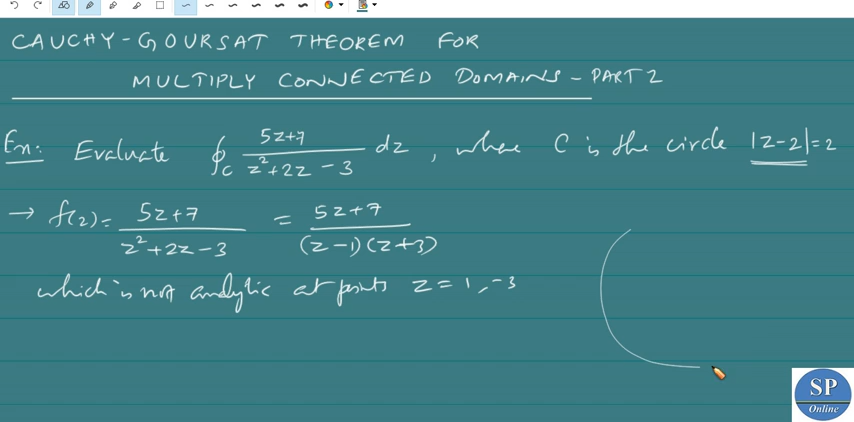 CAUCHY-GOURSAT THEOREM FOR
MULTIPLY CONNECTED DOMAINS - PART 2
Ex: Evaluate ∮_C (5z+7)/(z²+2z-3) dz, where C is the circle |z-2|=2
→ f(z) = (5z+7)/(z²+2z-3) = (5z+7)/((z-1)(z+3))
which is not analytic at points z = 1, -3
SP
Online